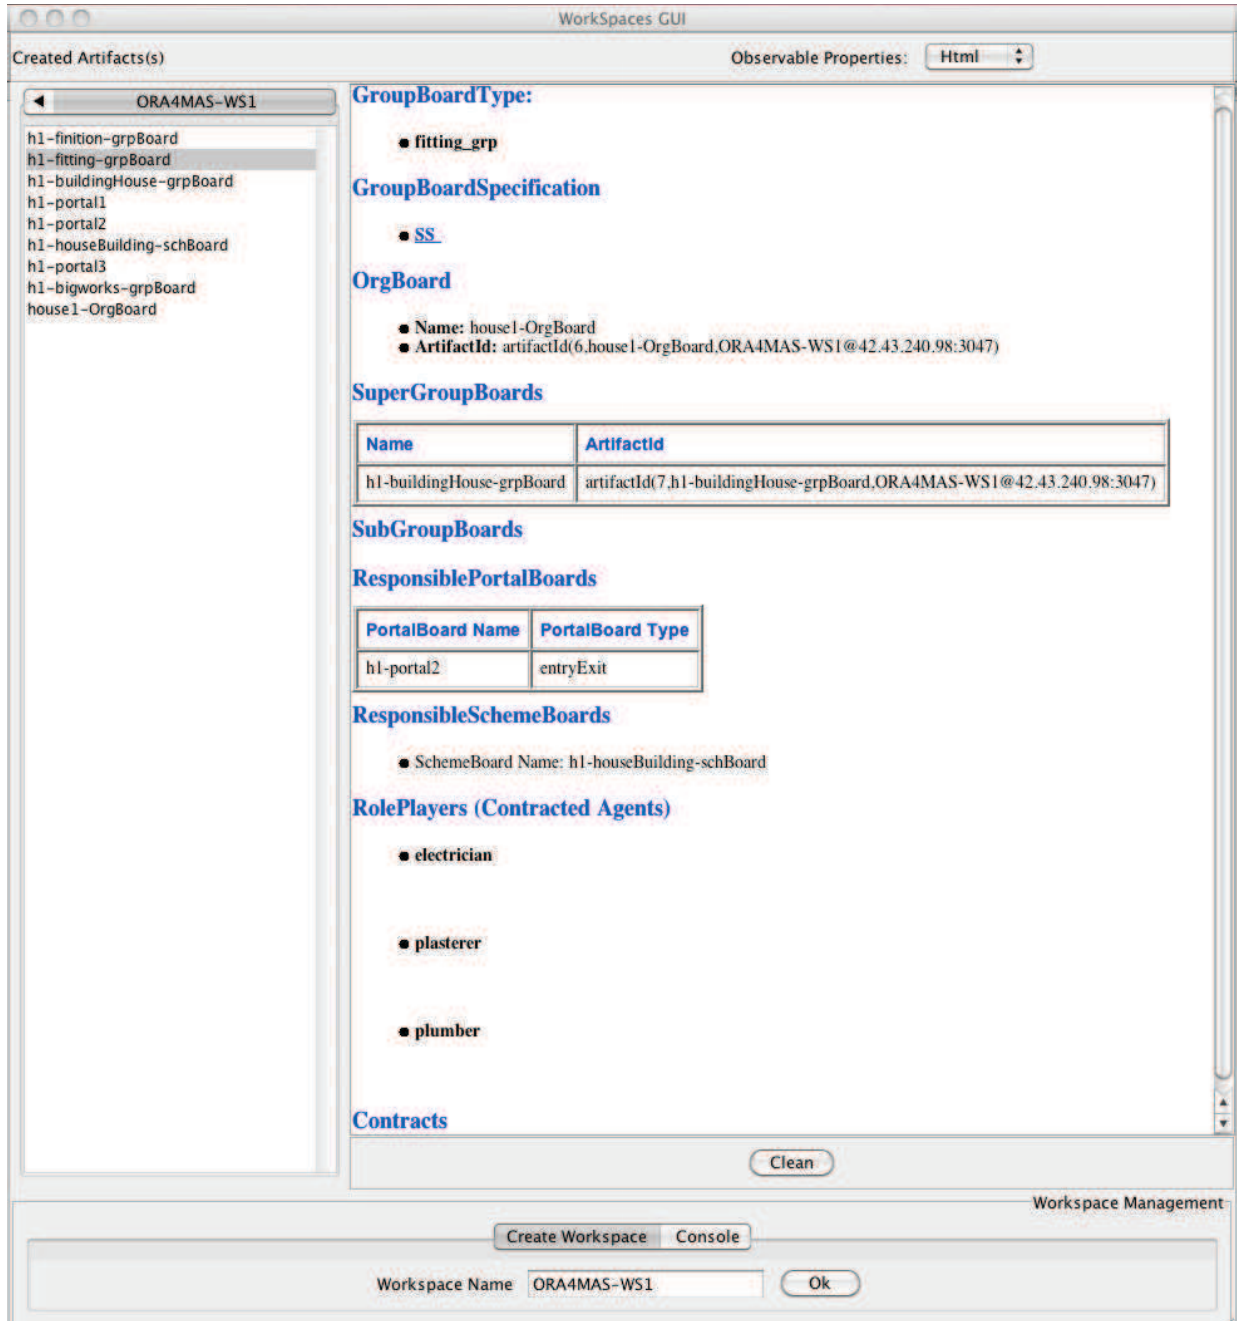 WorkSpaces GUI
Created Artifacts(s)
Observable Properties: Html
ORA4MAS-WS1
h1-finition-grpBoard
h1-fitting-grpBoard
h1-buildingHouse-grpBoard
h1-portal1
h1-portal2
h1-houseBuilding-schBoard
h1-portal3
h1-bigworks-grpBoard
house1-OrgBoard
GroupBoardType:
fitting_grp
GroupBoardSpecification
SS
OrgBoard
Name: house1-OrgBoard
ArtifactId: artifactId(6,house1-OrgBoard,ORA4MAS-WS1@42.43.240.98:3047)
SuperGroupBoards
Name ArtifactId
h1-buildingHouse-grpBoard artifactId(7,h1-buildingHouse-grpBoard,ORA4MAS-WS1@42.43.240.98:3047)
SubGroupBoards
ResponsiblePortalBoards
PortalBoard Name PortalBoard Type
h1-portal2 entryExit
ResponsibleSchemeBoards
SchemeBoard Name: h1-houseBuilding-schBoard
RolePlayers (Contracted Agents)
electrician
plasterer
plumber
Contracts
Clean
Workspace Management
Create Workspace Console
Workspace Name ORA4MAS-WS1 Ok